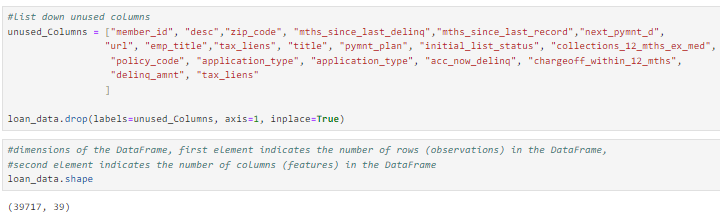 #list down unused columns
unused_Columns = ["member_id", "desc","zip_code", "mths_since_last_delinq","mths_since_last_record","next_pymnt_d",
"url", "emp_title","tax_liens", "title", "pymnt_plan", "initial_list_status", "collections_12_mths_ex_med",
"policy_code", "application_type", "application_type", "acc_now_delinq", "chargeoff_within_12_mths",
"delinq_amnt", "tax_liens"
]
loan_data.drop(labels=unused_Columns, axis=1, inplace=True)
#dimensions of the DataFrame, first element indicates the number of rows (observations) in the DataFrame,
#second element indicates the number of columns (features) in the DataFrame
loan_data.shape
(39717, 39)